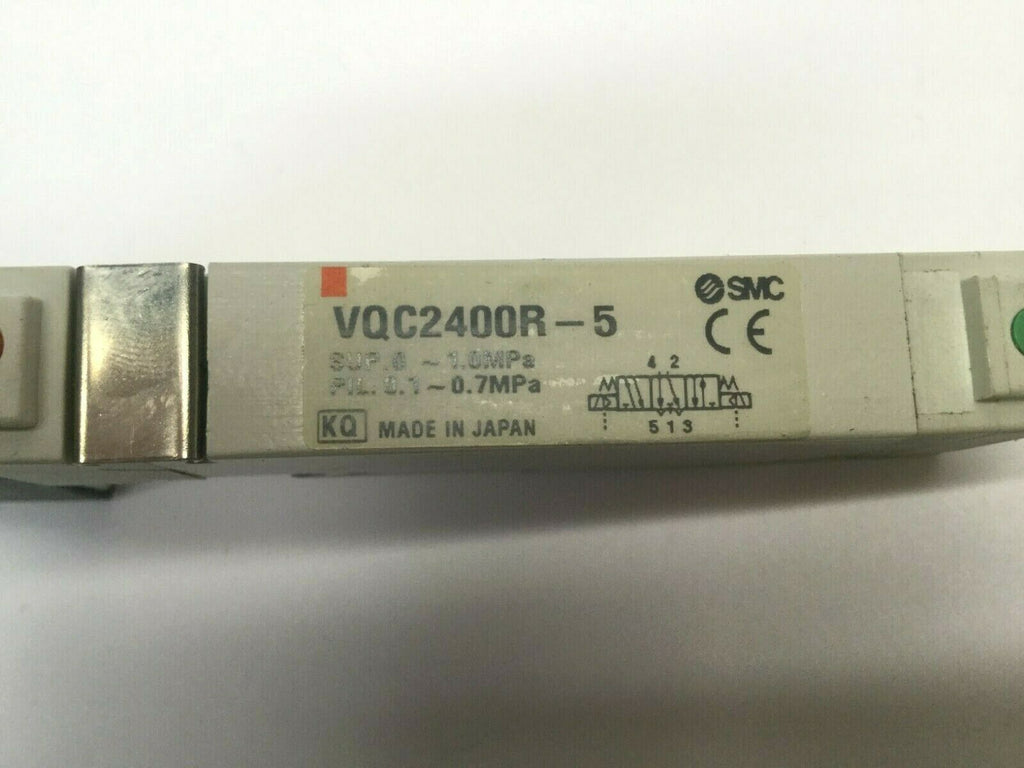 VQC2400R-5
SMC
CE
SUP. 0 ~ 1.0MPa
PIL. 0.1~0.7MPa
KQ MADE IN JAPAN
4 2
5 1 3